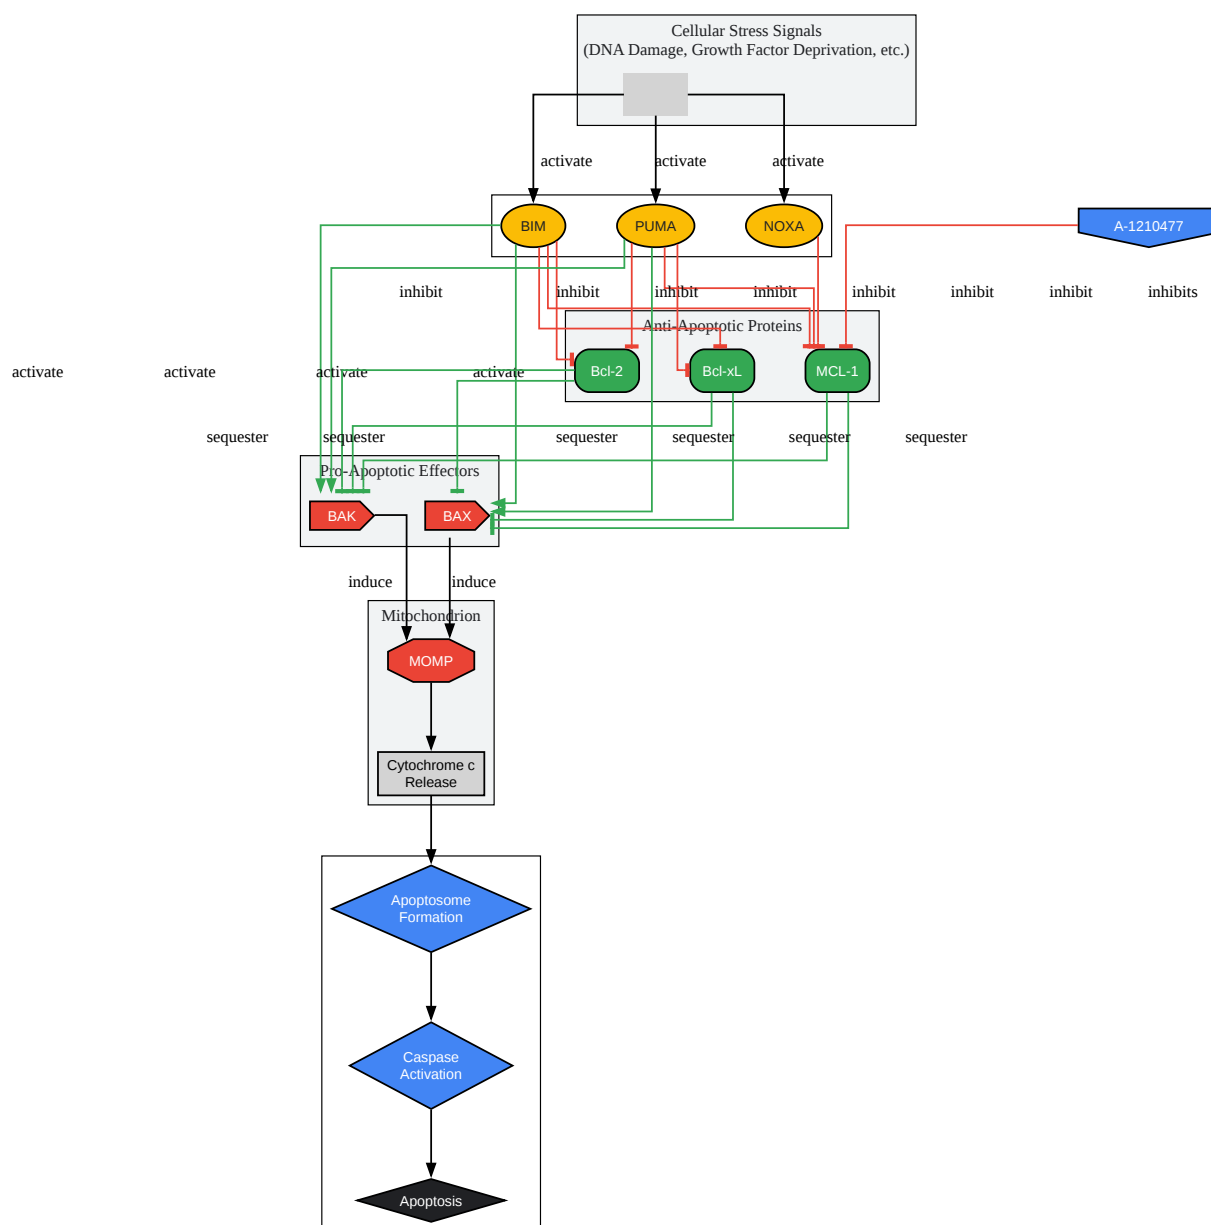 Cellular Stress Signals
(DNA Damage, Growth Factor Deprivation, etc.)
activate
activate
activate
BIM
PUMA
NOXA
A-1210477
inhibit
inhibit
inhibit
inhibit
inhibit
inhibit
inhibit
inhibits
Anti-Apoptotic Proteins
activate
activate
activate
activate
Bcl-2
Bcl-xL
MCL-1
sequester
sequester
sequester
sequester
sequester
sequester
Pro-Apoptotic Effectors
BAK
BAX
induce
induce
Mitochondrion
MOMP
Cytochrome c
Release
Apoptosome
Formation
Caspase
Activation
Apoptosis